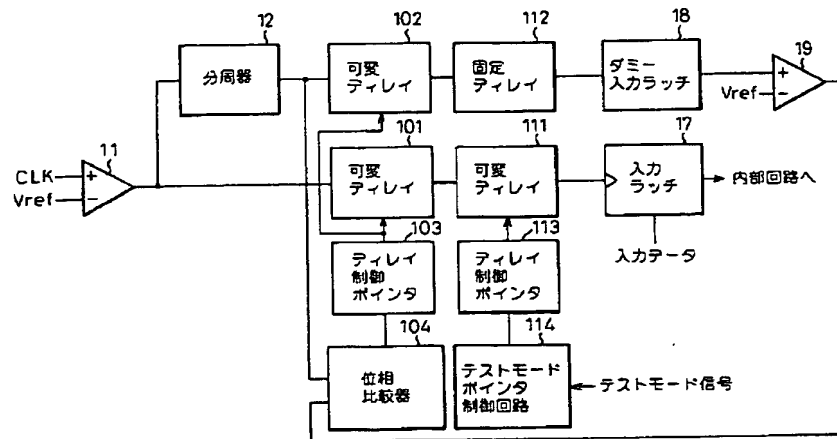 12
分周器
102
可変
ディレイ
112
固定
ディレイ
18
ダミー
入力ラッチ
19
+
Vref
−
11
CLK
+
Vref
−
101
可変
ディレイ
111
可変
ディレイ
17
入力
ラッチ
内部回路へ
入力データ
103
ディレイ
制御
ポインタ
113
ディレイ
制御
ポインタ
104
位相
比較器
114
テストモード
ポインタ
制御回路
テストモード信号